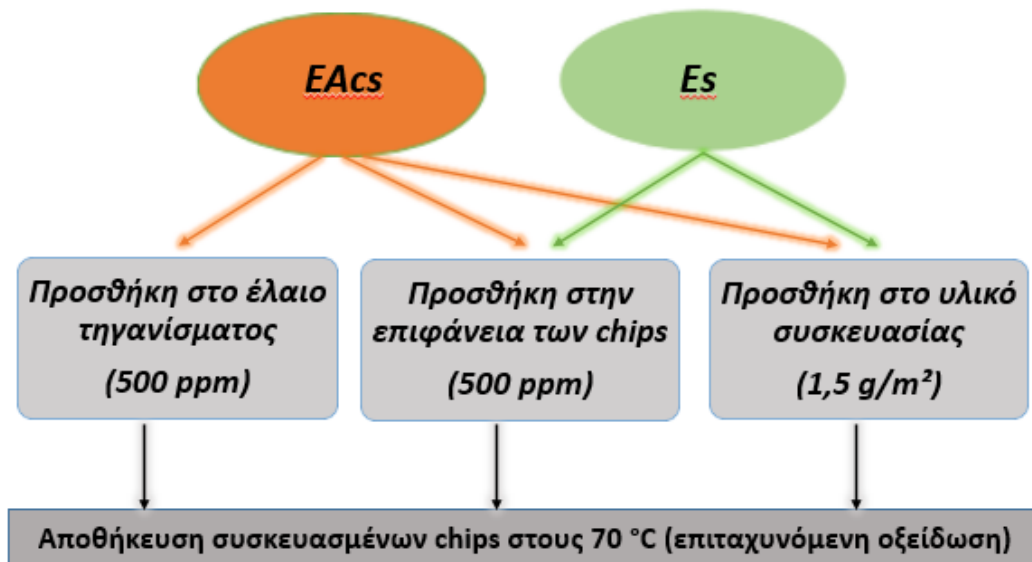 EAcs
Es
Προσθήκη στο έλαιο
τηγανίσματος
(500 ppm)
Προσθήκη στην
επιφάνεια των chips
(500 ppm)
Προσθήκη στο υλικό
συσκευασίας
(1,5 g/m²)
Αποθήκευση συσκευασμένων chips στους 70 °C (επιταχυνόμενη οξείδωση)